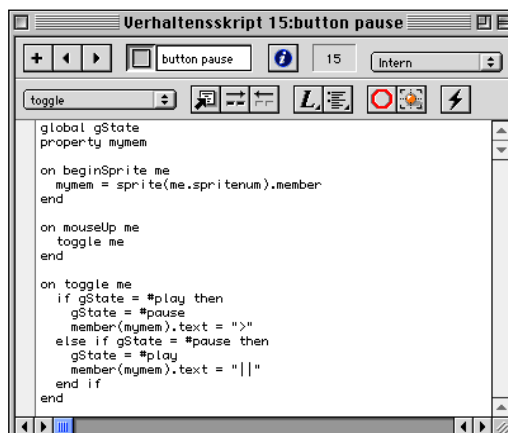 Verhaltensskript 15:button pause
button pause
15
Intern
toggle
global gState
property mymem
on beginSprite me
mymem = sprite(me.spritenum).member
end
on mouseUp me
toggle me
end
on toggle me
if gState = #play then
gState = #pause
member(mymem).text = ">"
else if gState = #pause then
gState = #play
member(mymem).text = "||"
end if
end